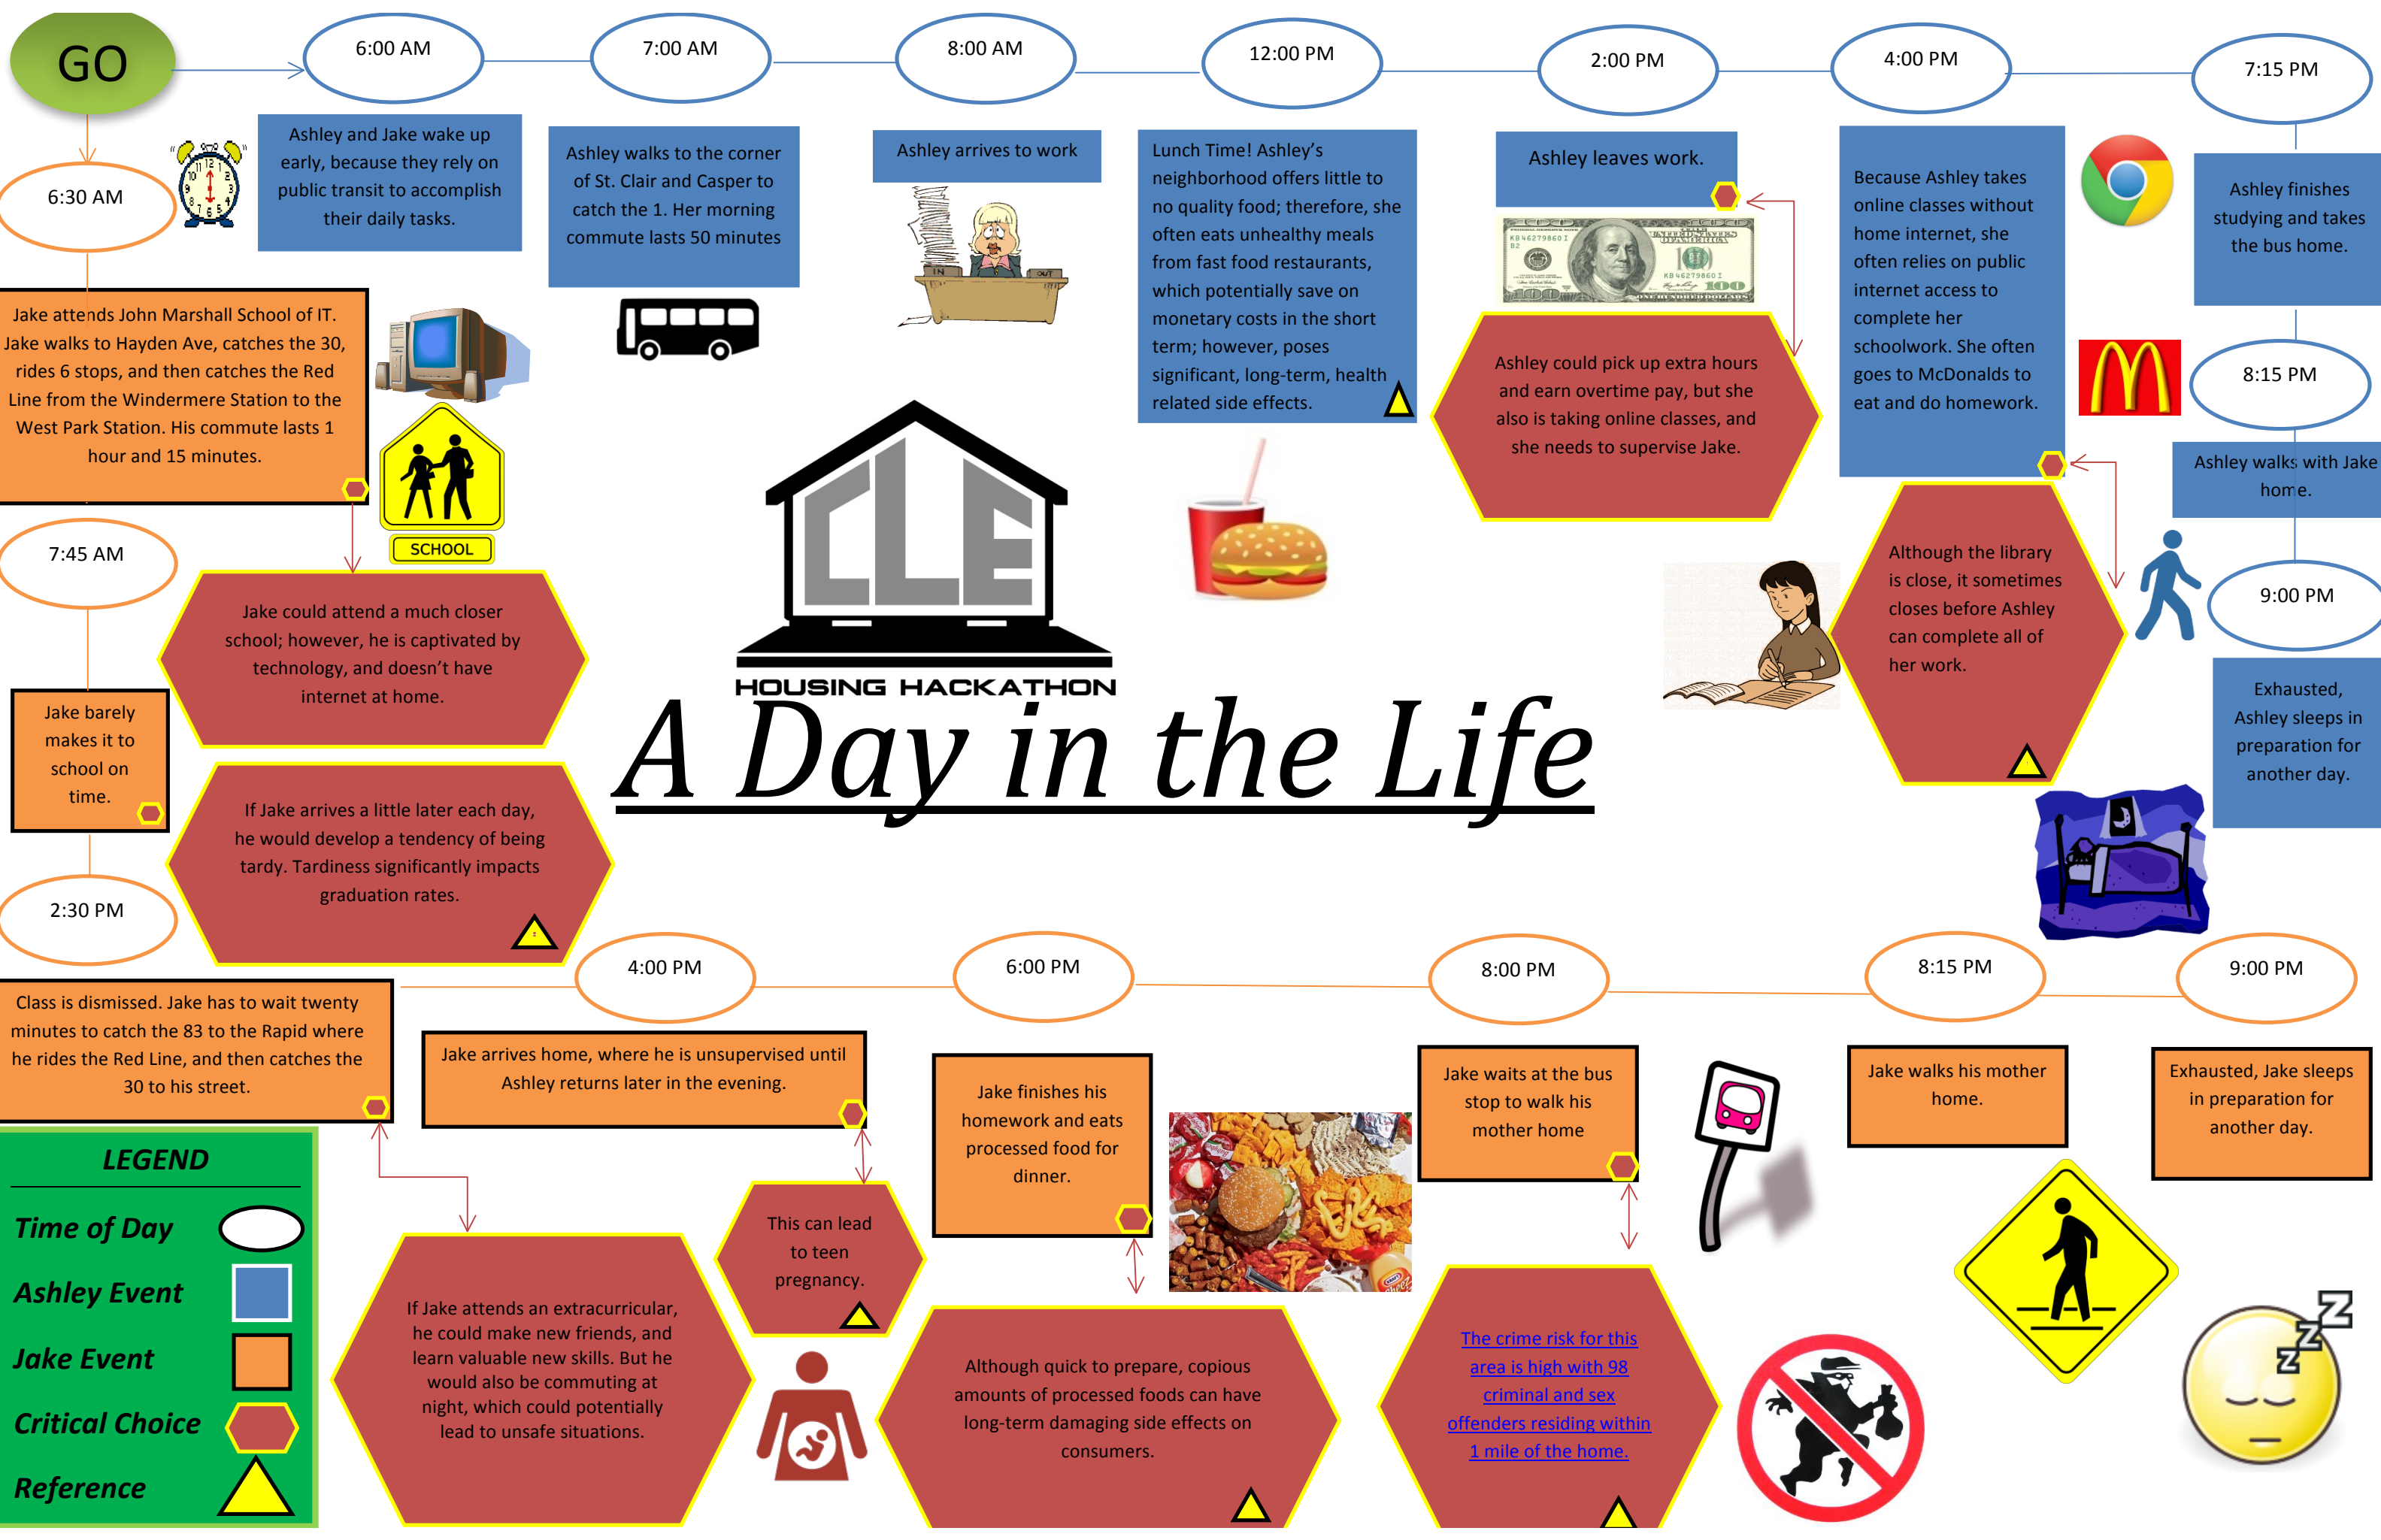 GO
6:00 AM
7:00 AM
8:00 AM
12:00 PM
2:00 PM
4:00 PM
7:15 PM
6:30 AM
Ashley and Jake wake up
early, because they rely on
public transit to accomplish
their daily tasks.
Ashley walks to the corner
of St. Clair and Casper to
catch the 1. Her morning
commute lasts 50 minutes
Ashley arrives to work
IN
OUT
Lunch Time! Ashley’s
neighborhood offers little to
no quality food; therefore, she
often eats unhealthy meals
from fast food restaurants,
which potentially save on
monetary costs in the short
term; however, poses
significant, long-term, health
related side effects.
Ashley leaves work.
KB46279860I
B2
KB46279860I
100
100
ONE HUNDRED DOLLARS
Ashley could pick up extra hours
and earn overtime pay, but she
also is taking online classes, and
she needs to supervise Jake.
Because Ashley takes
online classes without
home internet, she
often relies on public
internet access to
complete her
schoolwork. She often
goes to McDonalds to
eat and do homework.
Although the library
is close, it sometimes
closes before Ashley
can complete all of
her work.
Ashley finishes
studying and takes
the bus home.
8:15 PM
Ashley walks with Jake
home.
9:00 PM
Exhausted,
Ashley sleeps in
preparation for
another day.
Jake attends John Marshall School of IT.
Jake walks to Hayden Ave, catches the 30,
rides 6 stops, and then catches the Red
Line from the Windermere Station to the
West Park Station. His commute lasts 1
hour and 15 minutes.
SCHOOL
7:45 AM
Jake could attend a much closer
school; however, he is captivated by
technology, and doesn’t have
internet at home.
Jake barely
makes it to
school on
time.
If Jake arrives a little later each day,
he would develop a tendency of being
tardy. Tardiness significantly impacts
graduation rates.
CLE
HOUSING HACKATHON
A Day in the Life
2:30 PM
4:00 PM
6:00 PM
8:00 PM
8:15 PM
9:00 PM
Class is dismissed. Jake has to wait twenty
minutes to catch the 83 to the Rapid where
he rides the Red Line, and then catches the
30 to his street.
Jake arrives home, where he is unsupervised until
Ashley returns later in the evening.
Jake finishes his
homework and eats
processed food for
dinner.
Jake waits at the bus
stop to walk his
mother home
Jake walks his mother
home.
Exhausted, Jake sleeps
in preparation for
another day.
If Jake attends an extracurricular,
he could make new friends, and
learn valuable new skills. But he
would also be commuting at
night, which could potentially
lead to unsafe situations.
This can lead
to teen
pregnancy.
Although quick to prepare, copious
amounts of processed foods can have
long-term damaging side effects on
consumers.
The crime risk for this
area is high with 98
criminal and sex
offenders residing within
1 mile of the home.
zzz
LEGEND
Time of Day
Ashley Event
Jake Event
Critical Choice
Reference